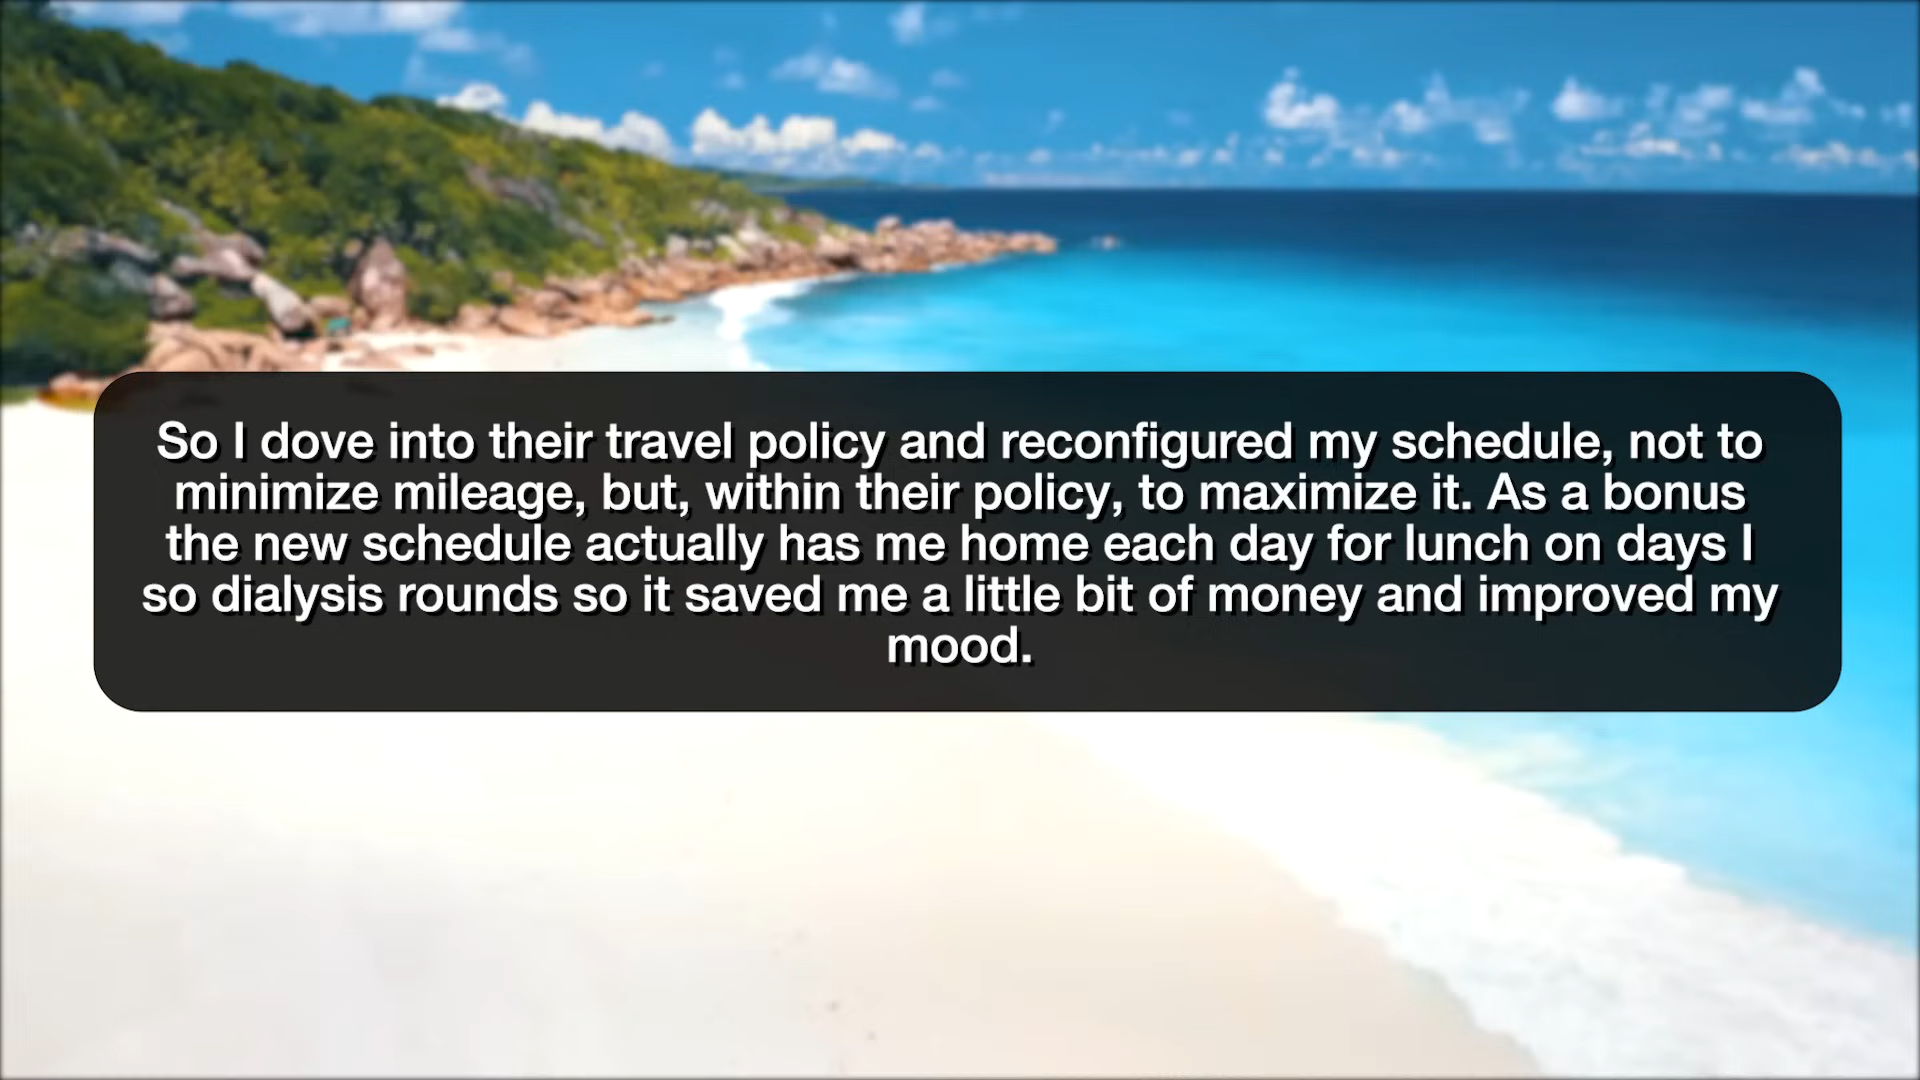 So I dove into their travel policy and reconfigured my schedule, not to
minimize mileage, but, within their policy, to maximize it. As a bonus
the new schedule actually has me home each day for lunch on days I
so dialysis rounds so it saved me a little bit of money and improved my
mood.